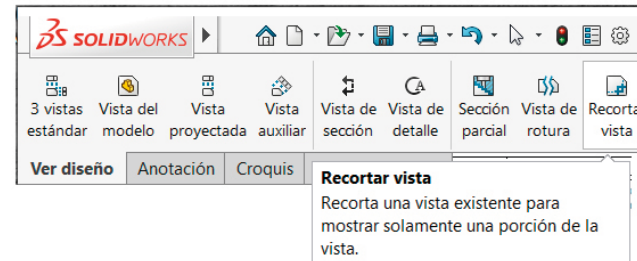 SOLIDWORKS
3 vistas estándar
Vista del modelo
Vista proyectada
Vista auxiliar
Vista de sección
Vista de detalle
Sección parcial
Vista de rotura
Recorta vista
Ver diseño
Anotación
Croquis
Recortar vista
Recorta una vista existente para
mostrar solamente una porción de la
vista.